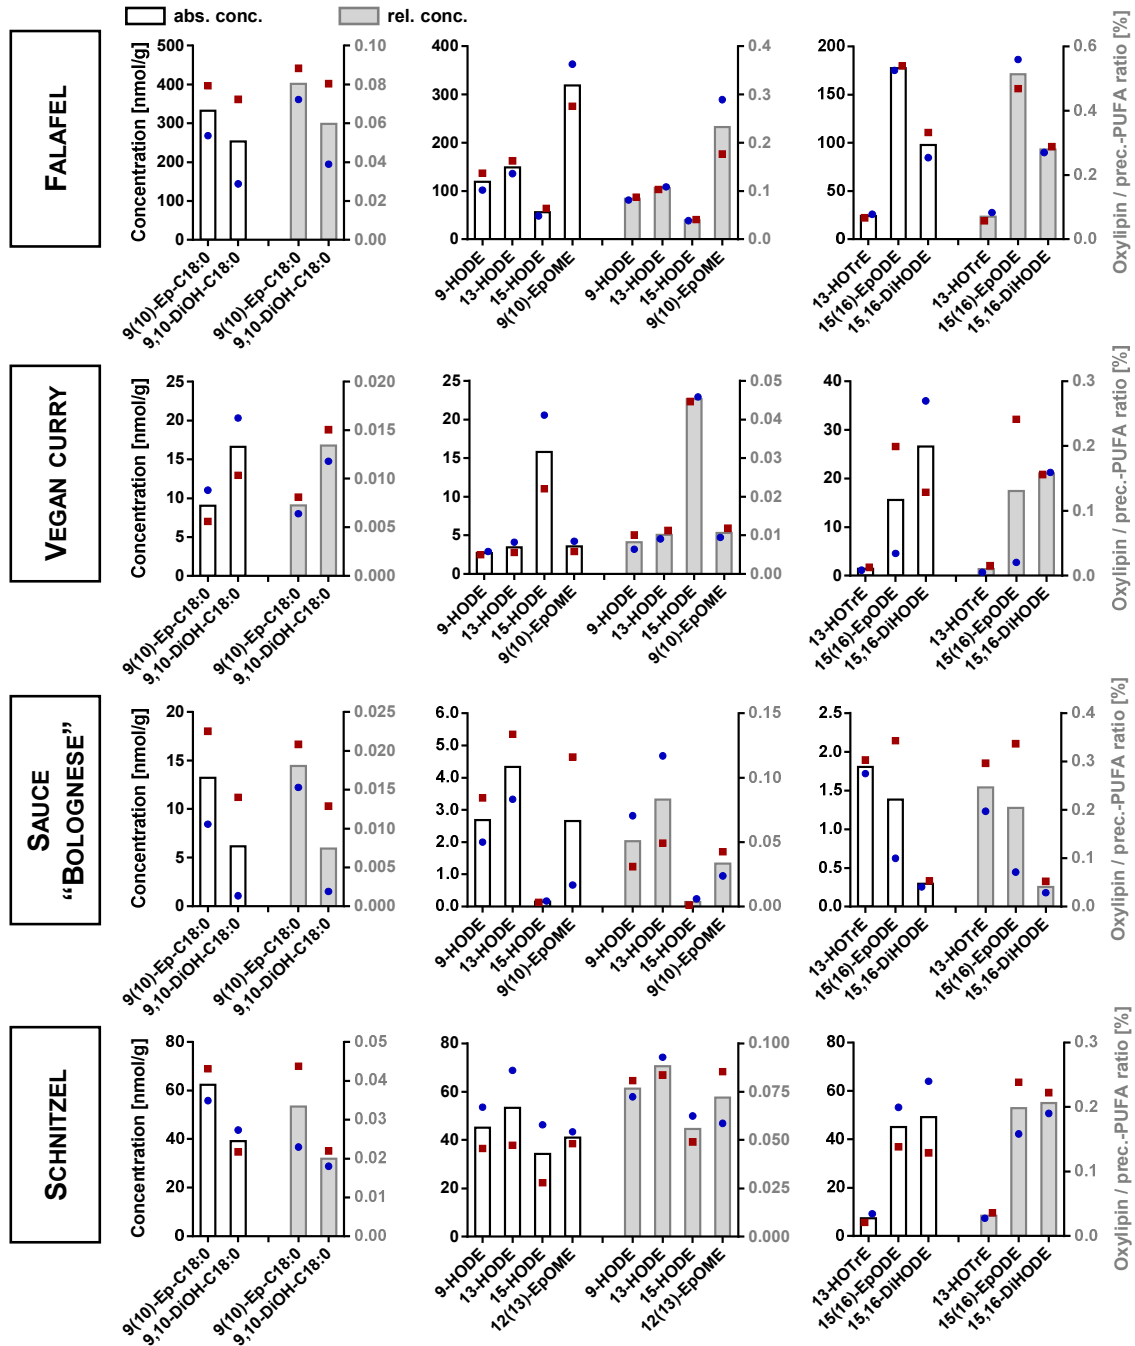 abs. conc.
rel. conc.
FALAFEL
Concentration [nmol/g]
500
400
300
200
100
0
0.10
0.08
0.06
0.04
0.02
0.00
9(10)-Ep-C18:0
9,10-DiOH-C18:0
9(10)-Ep-C18:0
9,10-DiOH-C18:0
400
300
200
100
0
0.4
0.3
0.2
0.1
0.0
9-HODE
13-HODE
15-HODE
9(10)-EpOME
9-HODE
13-HODE
15-HODE
9(10)-EpOME
200
150
100
50
0
0.6
0.4
0.2
0.0
13-HOTrE
15(16)-EpODE
15,16-DiHODE
13-HOTrE
15(16)-EpODE
15,16-DiHODE
Oxylipin / prec.-PUFA ratio [%]
VEGAN CURRY
Concentration [nmol/g]
25
20
15
10
5
0
0.020
0.015
0.010
0.005
0.000
9(10)-Ep-C18:0
9,10-DiOH-C18:0
9(10)-Ep-C18:0
9,10-DiOH-C18:0
25
20
15
10
5
0
0.05
0.04
0.03
0.02
0.01
0.00
9-HODE
13-HODE
15-HODE
9(10)-EpOME
9-HODE
13-HODE
15-HODE
9(10)-EpOME
40
30
20
10
0
0.3
0.2
0.1
0.0
13-HOTrE
15(16)-EpODE
15,16-DiHODE
13-HOTrE
15(16)-EpODE
15,16-DiHODE
Oxylipin / prec.-PUFA ratio [%]
SAUCE
“BOLOGNESE”
Concentration [nmol/g]
20
15
10
5
0
0.025
0.020
0.015
0.010
0.005
0.000
9(10)-Ep-C18:0
9,10-DiOH-C18:0
9(10)-Ep-C18:0
9,10-DiOH-C18:0
6.0
5.0
4.0
3.0
2.0
1.0
0.0
0.15
0.10
0.05
0.00
9-HODE
13-HODE
15-HODE
9(10)-EpOME
9-HODE
13-HODE
15-HODE
9(10)-EpOME
2.5
2.0
1.5
1.0
0.5
0.0
0.4
0.3
0.2
0.1
0.0
13-HOTrE
15(16)-EpODE
15,16-DiHODE
13-HOTrE
15(16)-EpODE
15,16-DiHODE
Oxylipin / prec.-PUFA ratio [%]
SCHNITZEL
Concentration [nmol/g]
80
60
40
20
0
0.05
0.04
0.03
0.02
0.01
0.00
9(10)-Ep-C18:0
9,10-DiOH-C18:0
9(10)-Ep-C18:0
9,10-DiOH-C18:0
80
60
40
20
0
0.100
0.075
0.050
0.025
0.000
9-HODE
13-HODE
15-HODE
12(13)-EpOME
9-HODE
13-HODE
15-HODE
12(13)-EpOME
80
60
40
20
0
0.3
0.2
0.1
0.0
13-HOTrE
15(16)-EpODE
15,16-DiHODE
13-HOTrE
15(16)-EpODE
15,16-DiHODE
Oxylipin / prec.-PUFA ratio [%]